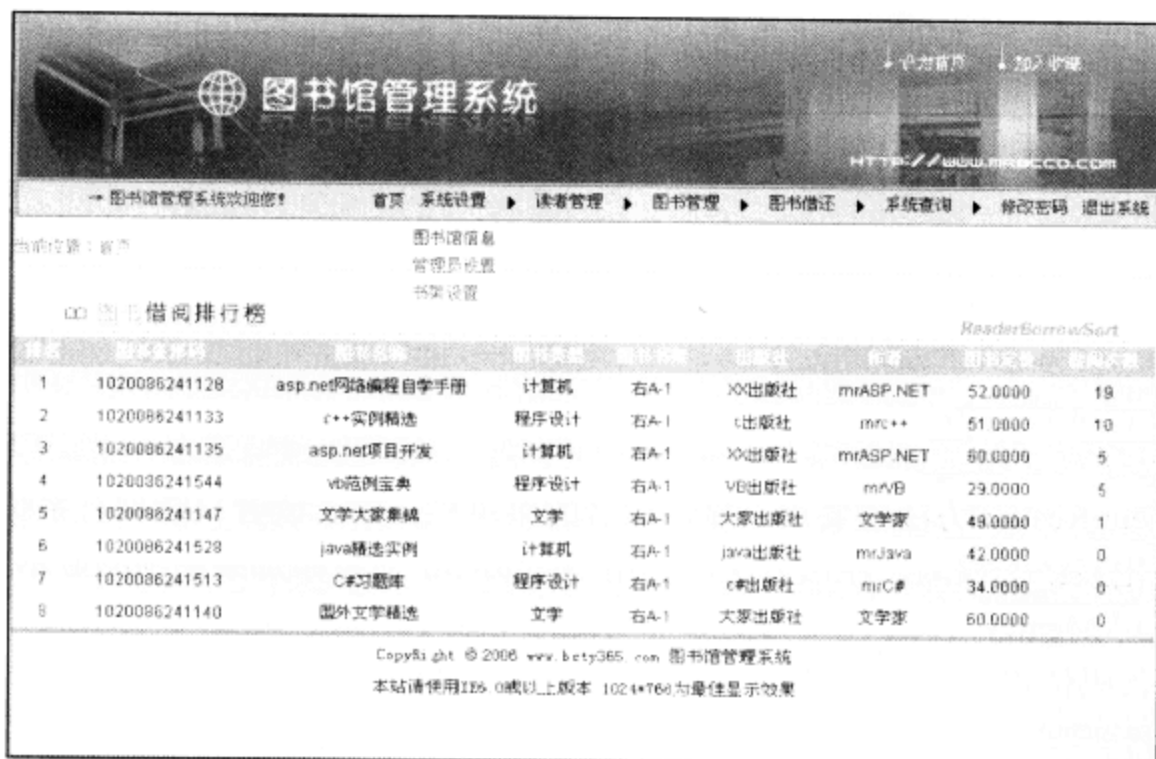 图书馆管理系统
设为首页 加入收藏
→ 图书馆管理系统欢迎您! 首页 系统设置 ▶ 读者管理 ▶ 图书管理 ▶ 图书借还 ▶ 系统查询 ▶ 修改密码 退出系统
当前位置:首页
图书馆信息
管理员设置
书架设置
图书借阅排行榜
ReaderBorrowSort
1 1020086241128 asp.net网络编程自学手册 计算机 右A-1 XX出版社 mrASP.NET 52.0000 19
2 1020086241133 c++实例精选 程序设计 右A-1 c出版社 mrc++ 51.0000 10
3 1020086241135 asp.net项目开发 计算机 右A-1 XX出版社 mrASP.NET 60.0000 5
4 1020086241544 vb范例宝典 程序设计 右A-1 VB出版社 mrVB 29.0000 5
5 1020086241147 文学大家集锦 文学 右A-1 大家出版社 文学家 49.0000 1
6 1020086241528 java精选实例 计算机 右A-1 java出版社 mrJava 42.0000 0
7 1020086241513 C#习题库 程序设计 右A-1 c#出版社 mrC# 34.0000 0
8 1020086241140 国外文学精选 文学 右A-1 大家出版社 文学家 60.0000 0
CopyRight © 2006 图书馆管理系统
本站请使用IE6.0或以上版本 1024*768为最佳显示效果